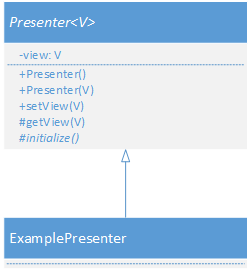 Presenter<V>
-view: V
+Presenter()
+Presenter(V)
+setView(V)
#getView(V)
#initialize()
ExamplePresenter